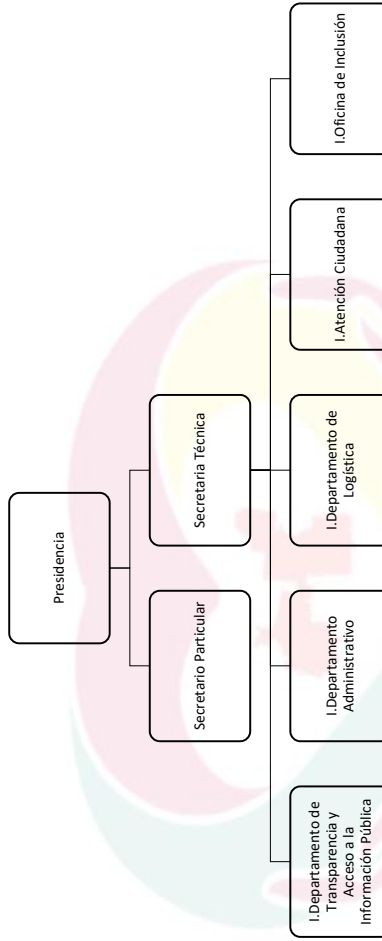 Presidencia
Secretario Particular
Secretaria Técnica
I.Departamento de
Transparencia y
Acceso a la
Información Pública
I.Departamento
Administrativo
I.Departamento de
Logística
I.Atención Ciudadana
I.Oficina de Inclusión